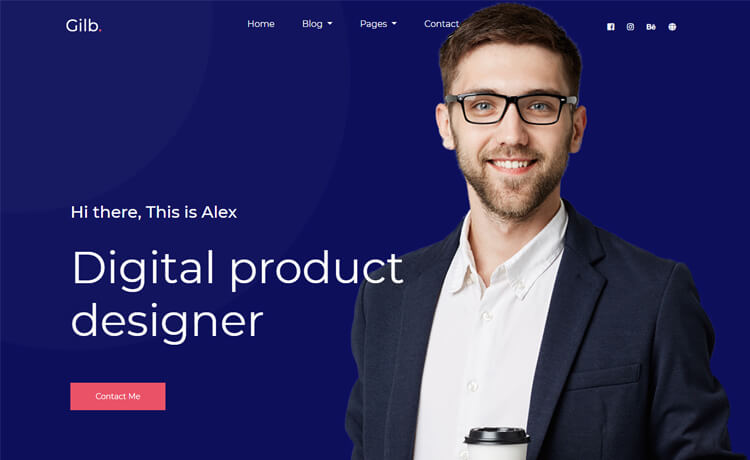 Gilb.
Home Blog Pages Contact
Hi there, This is Alex
Digital product
designer
Contact Me